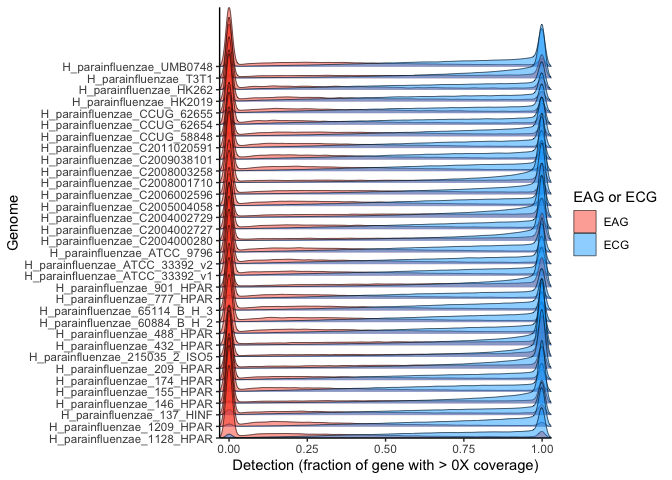 H_parainfluenzae_UMB0748
H_parainfluenzae_T3T1
H_parainfluenzae_HK262
H_parainfluenzae_HK2019
H_parainfluenzae_CCUG_62655
H_parainfluenzae_CCUG_62654
H_parainfluenzae_CCUG_58848
H_parainfluenzae_C2011020591
H_parainfluenzae_C2009038101
H_parainfluenzae_C2008003258
H_parainfluenzae_C2008001710
H_parainfluenzae_C2006002596
H_parainfluenzae_C2005004058
H_parainfluenzae_C2004002729
H_parainfluenzae_C2004002727
H_parainfluenzae_C2004000280
H_parainfluenzae_ATCC_9796
H_parainfluenzae_ATCC_33392_v2
H_parainfluenzae_ATCC_33392_v1
H_parainfluenzae_901_HPAR
H_parainfluenzae_777_HPAR
H_parainfluenzae_65114_B_H_3
H_parainfluenzae_60884_B_H_2
H_parainfluenzae_488_HPAR
H_parainfluenzae_432_HPAR
H_parainfluenzae_215035_2_ISO5
H_parainfluenzae_209_HPAR
H_parainfluenzae_174_HPAR
H_parainfluenzae_155_HPAR
H_parainfluenzae_146_HPAR
H_parainfluenzae_137_HINF
H_parainfluenzae_1209_HPAR
H_parainfluenzae_1128_HPAR
Genome
0.00 0.25 0.50 0.75 1.00
Detection (fraction of gene with > 0X coverage)
EAG or ECG
EAG
ECG